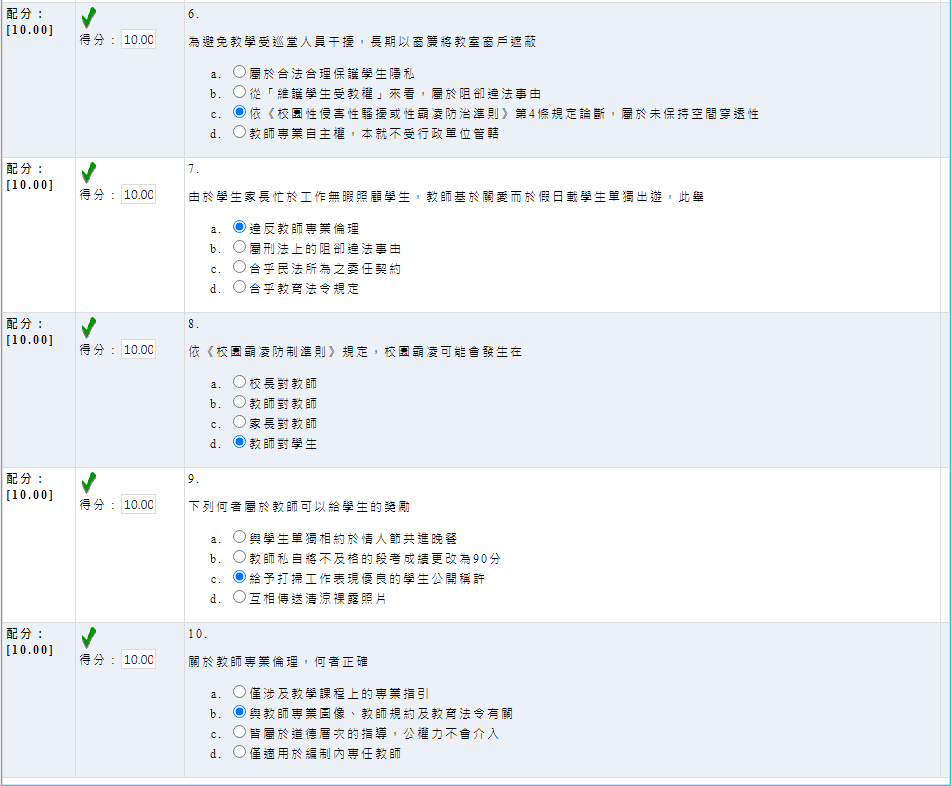 配分：
[10.00]
得分： 10.00
6.
為避免教學受巡堂人員干擾，長期以窗簾將教室窗戶遮蔽
a. 屬於合法合理保護學生隱私
b. 從「維護學生受教權」來看，屬於阻卻違法事由
c. 依《校園性侵害性騷擾或性霸凌防治準則》第4條規定論斷，屬於未保持空間穿透性
d. 教師專業自主權，本就不受行政單位管轄
配分：
[10.00]
得分： 10.00
7.
由於學生家長忙於工作無暇照顧學生，教師基於關愛而於假日載學生單獨出遊，此舉
a. 違反教師專業倫理
b. 屬刑法上的阻卻違法事由
c. 合乎民法所為之委任契約
d. 合乎教育法令規定
配分：
[10.00]
得分： 10.00
8.
依《校園霸凌防制準則》規定，校園霸凌可能會發生在
a. 校長對教師
b. 教師對教師
c. 家長對教師
d. 教師對學生
配分：
[10.00]
得分： 10.00
9.
下列何者屬於教師可以給學生的獎勵
a. 與學生單獨相約於情人節共進晚餐
b. 教師私自將不及格的段考成績更改為90分
c. 給予打掃工作表現優良的學生公開稱許
d. 互相傳送清涼裸露照片
配分：
[10.00]
得分： 10.00
10.
關於教師專業倫理，何者正確
a. 僅涉及教學課程上的專業指引
b. 與教師專業圖像、教師規約及教育法令有關
c. 皆屬於道德層次的指導，公權力不會介入
d. 僅適用於編制內專任教師